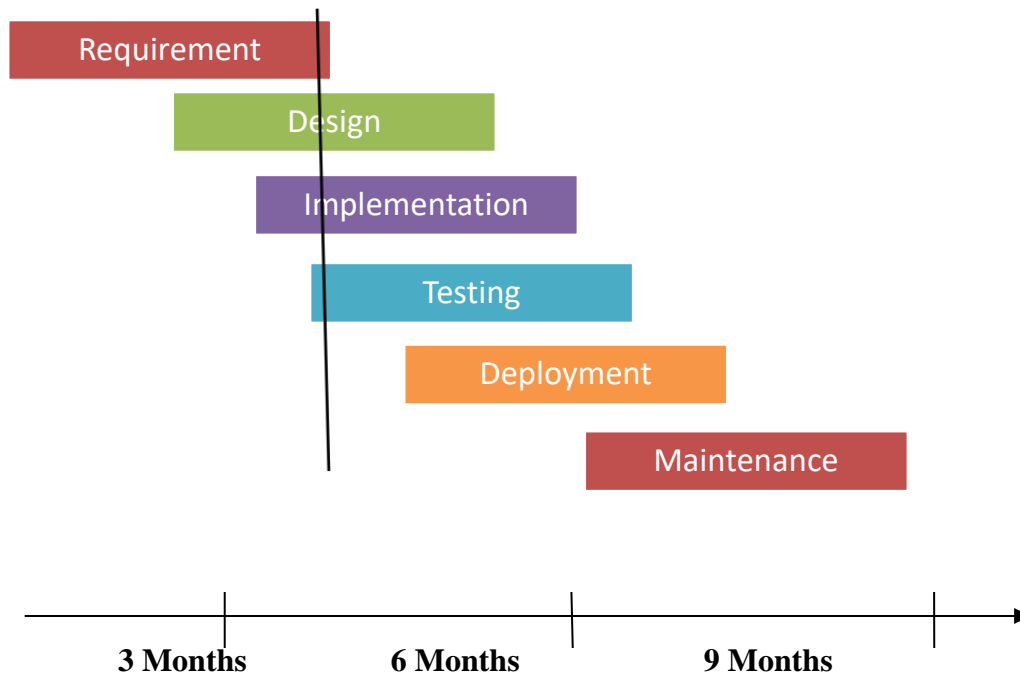 Requirement
Design
Implementation
Testing
Deployment
Maintenance
3 Months 6 Months 9 Months